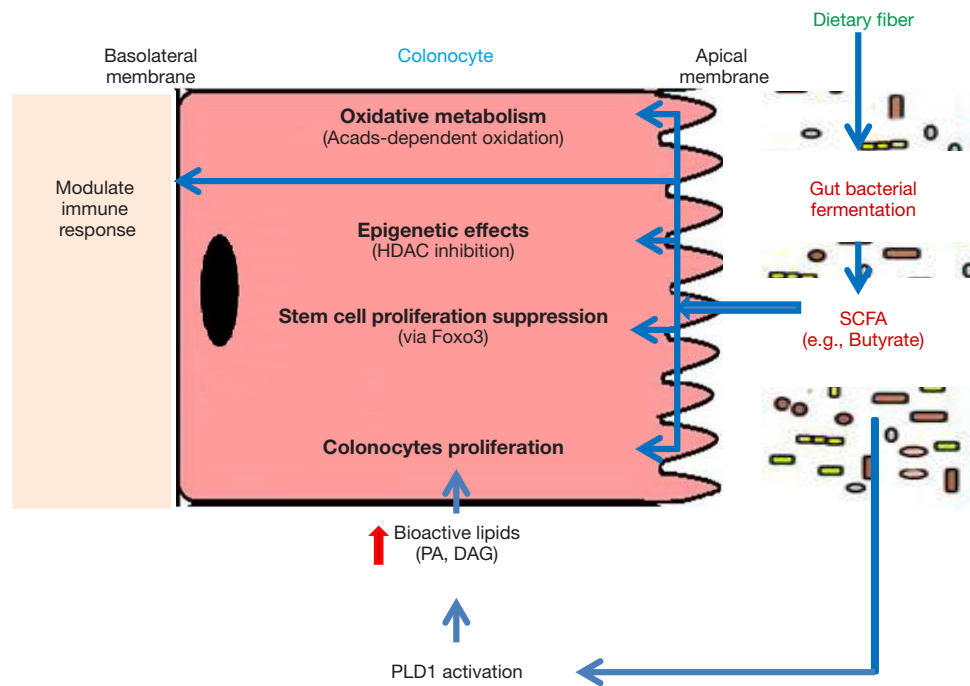 Dietary fiber
Basolateral
membrane
Colonocyte
Apical
membrane
Oxidative metabolism
(Acads-dependent oxidation)
Modulate
immune
response
Gut bacterial
fermentation
Epigenetic effects
(HDAC inhibition)
Stem cell proliferation suppression
(via Foxo3)
SCFA
(e.g., Butyrate)
Colonocytes proliferation
Bioactive lipids
(PA, DAG)
PLD1 activation